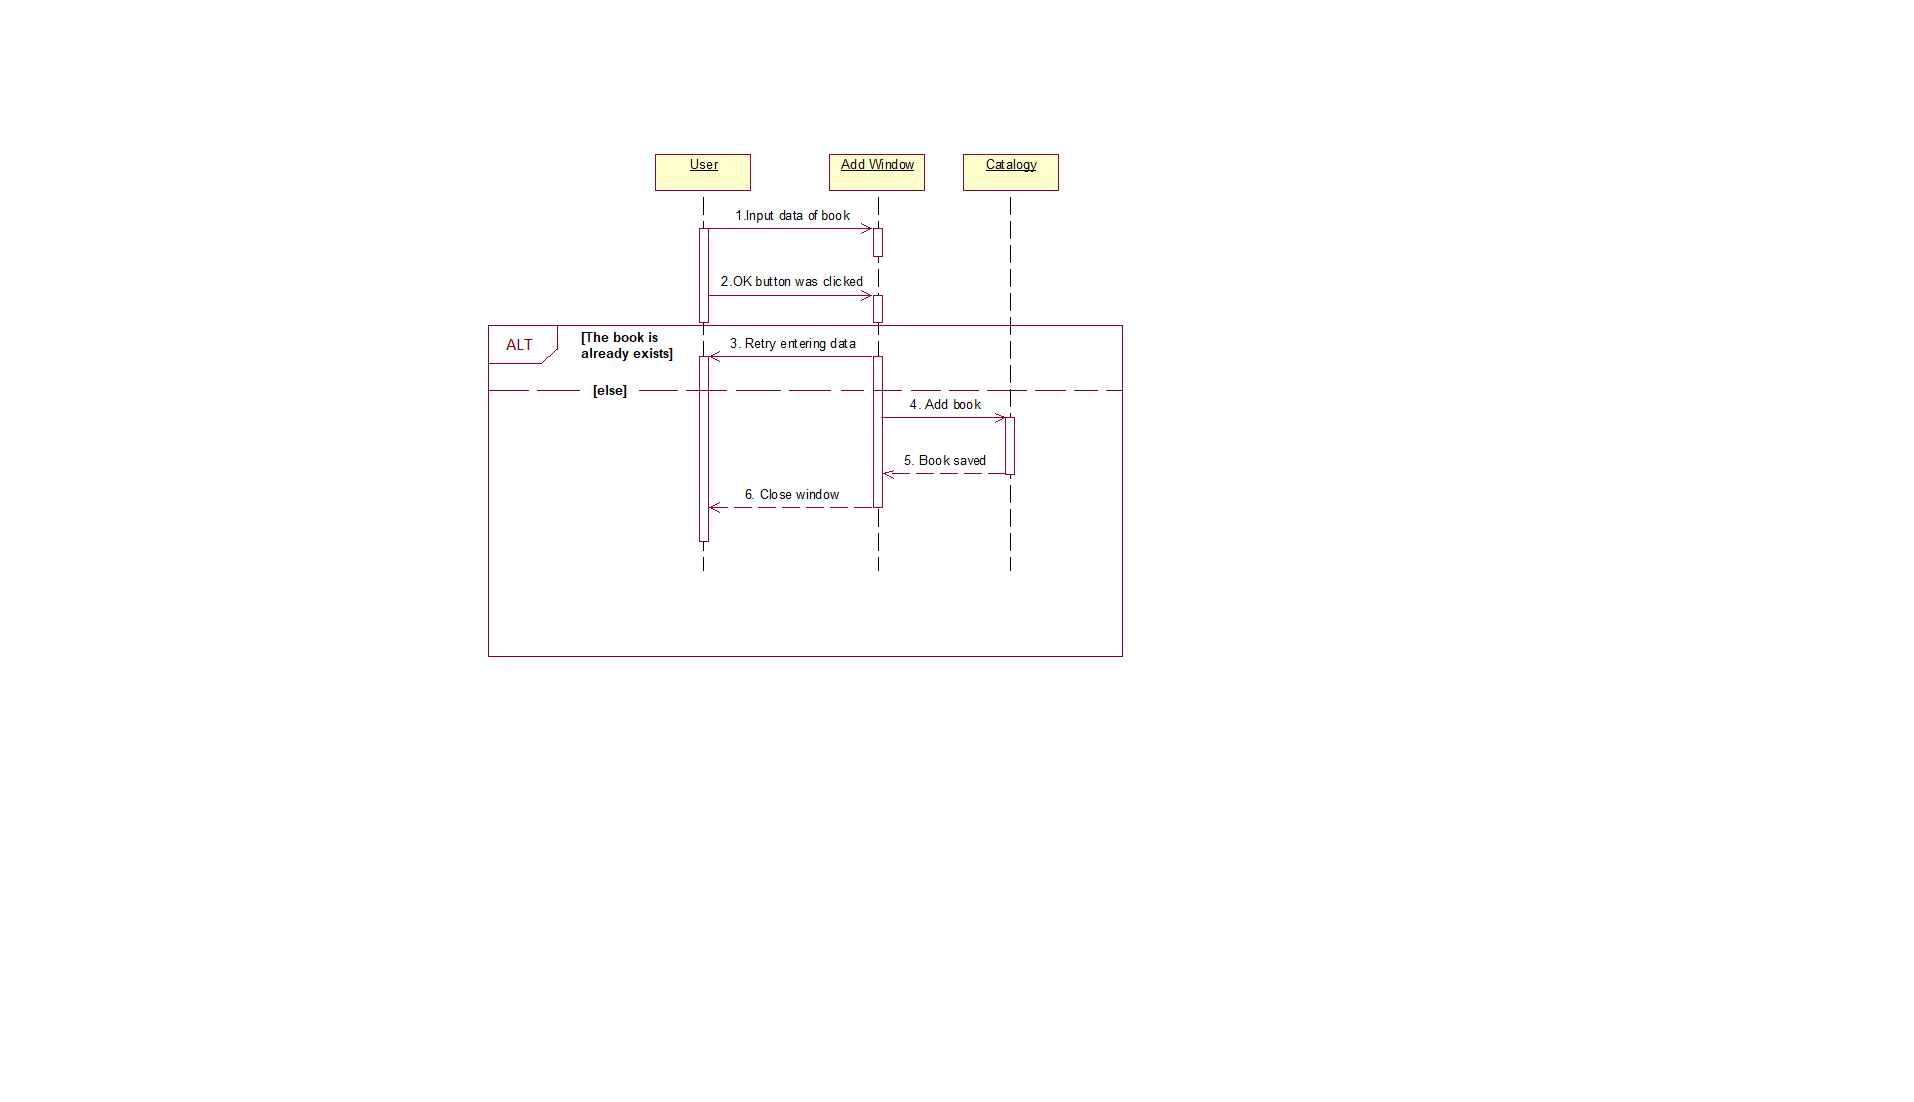 User
Add Window
Catalogy
1.Input data of book
2.OK button was clicked
ALT
[The book is
already exists]
3. Retry entering data
[else]
4. Add book
5. Book saved
6. Close window